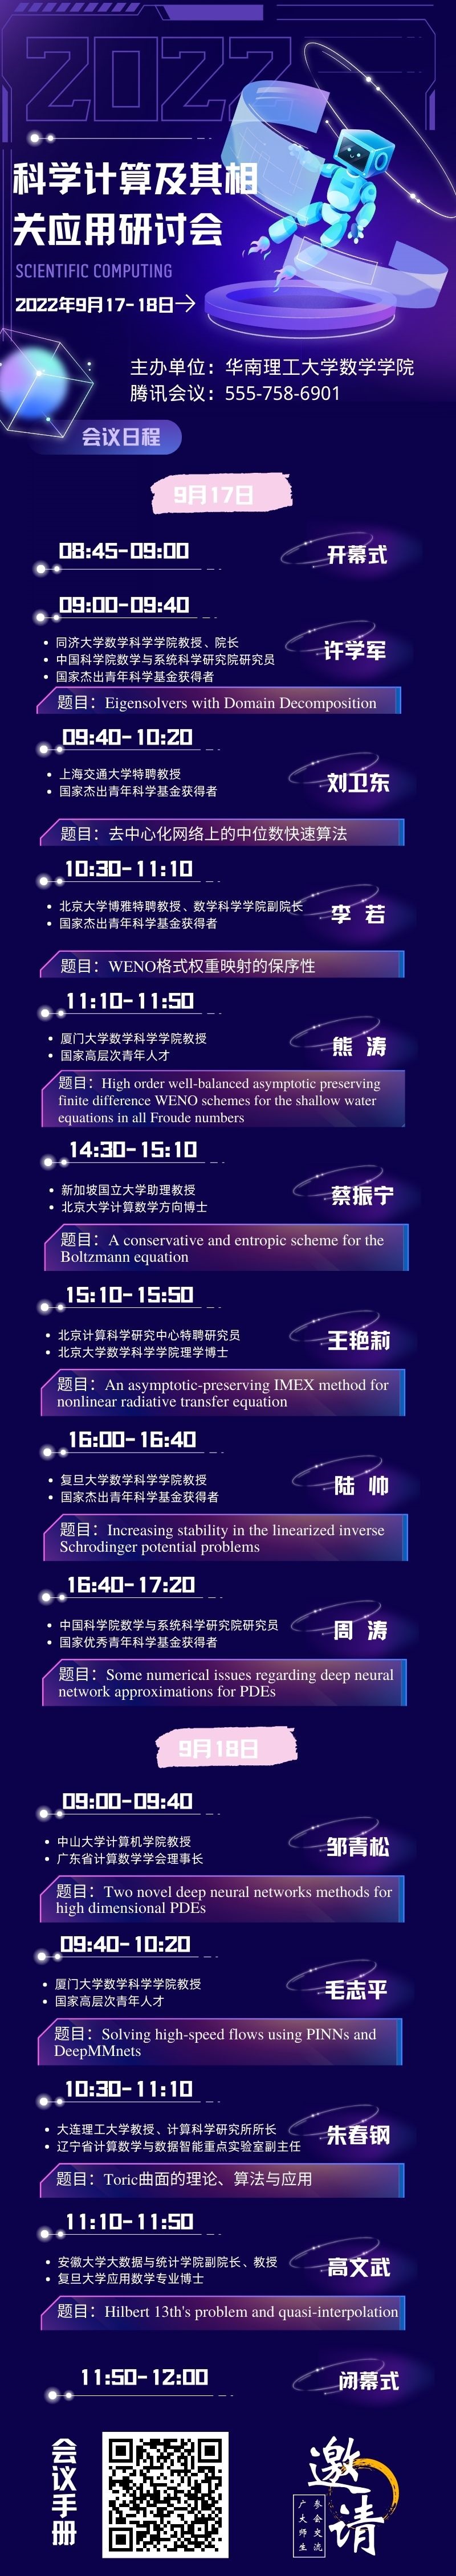 2022
科学计算及其相
关应用研讨会
SCIENTIFIC COMPUTING
2022年9月17-18日
主办单位：华南理工大学数学学院
腾讯会议：555-758-6901
会议日程
9月17日
08:45-09:00
开幕式
09:00-09:40
同济大学数学科学学院教授、院长
中国科学院数学与系统科学研究院研究员
国家杰出青年科学基金获得者
许学军
题目：Eigensolvers with Domain Decomposition
09:40-10:20
上海交通大学特聘教授
国家杰出青年科学基金获得者
刘卫东
题目：去中心化网络上的中位数快速算法
10:30-11:10
北京大学博雅特聘教授、数学科学学院副院长
国家杰出青年科学基金获得者
李 若
题目：WENO格式权重映射的保序性
11:10-11:50
厦门大学数学科学学院教授
国家高层次青年人才
熊 涛
题目：High order well-balanced asymptotic preserving
finite difference WENO schemes for the shallow water
equations in all Froude numbers
14:30-15:10
新加坡国立大学助理教授
北京大学计算数学方向博士
蔡振宁
题目：A conservative and entropic scheme for the
Boltzmann equation
15:10-15:50
北京计算科学研究中心特聘研究员
北京大学数学科学学院理学博士
王艳莉
题目：An asymptotic-preserving IMEX method for
nonlinear radiative transfer equation
16:00-16:40
复旦大学数学科学学院教授
国家杰出青年科学基金获得者
陆 帅
题目：Increasing stability in the linearized inverse
Schrodinger potential problems
16:40-17:20
中国科学院数学与系统科学研究院研究员
国家优秀青年科学基金获得者
周 涛
题目：Some numerical issues regarding deep neural
network approximations for PDEs
9月18日
09:00-09:40
中山大学计算机学院教授
广东省计算数学学会理事长
邹青松
题目：Two novel deep neural networks methods for
high dimensional PDEs
09:40-10:20
厦门大学数学科学学院教授
国家高层次青年人才
毛志平
题目：Solving high-speed flows using PINNs and
DeepMMnets
10:30-11:10
大连理工大学教授、计算科学研究所所长
辽宁省计算数学与数据智能重点实验室副主任
朱春钢
题目：Toric曲面的理论、算法与应用
11:10-11:50
安徽大学大数据与统计学院副院长、教授
复旦大学应用数学专业博士
高文武
题目：Hilbert 13th's problem and quasi-interpolation
11:50-12:00
闭幕式
会议手册
邀请
广大师生
参会交流